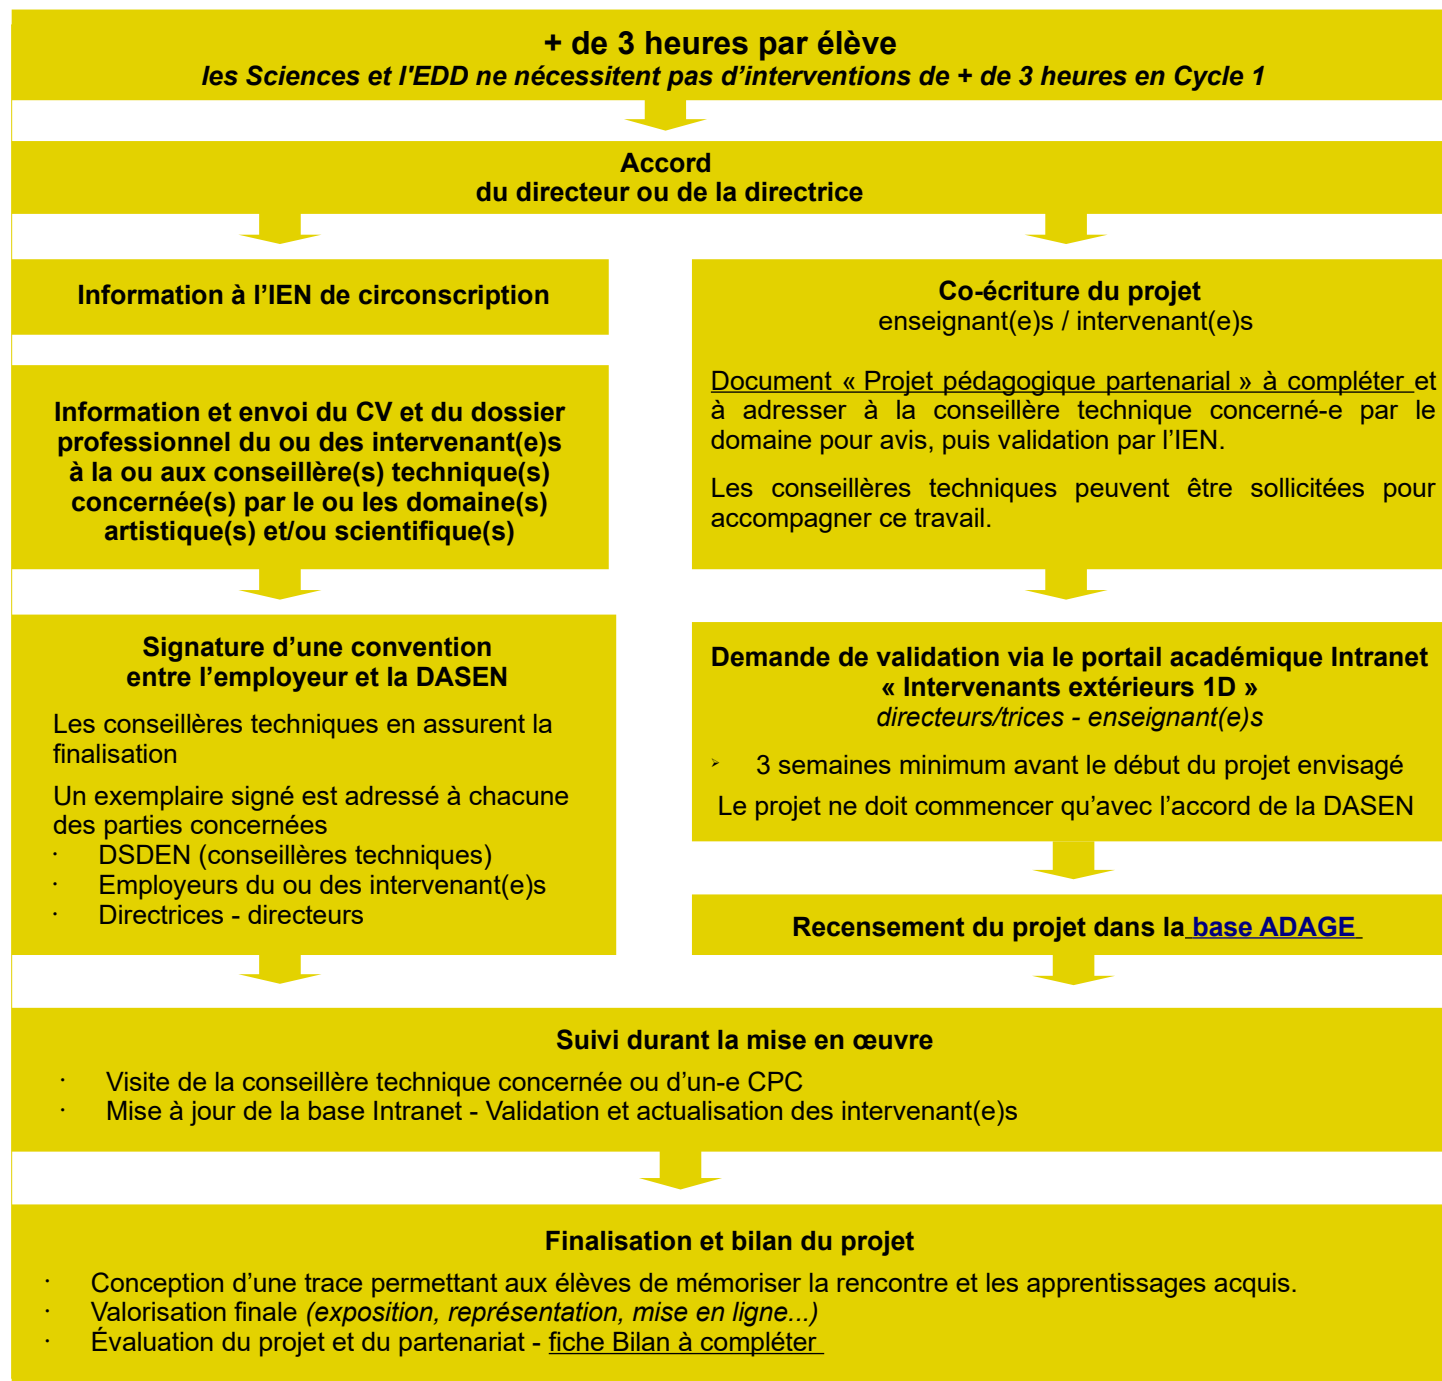 + de 3 heures par élève
les Sciences et l'EDD ne nécessitent pas d’interventions de + de 3 heures en Cycle 1
Accord
du directeur ou de la directrice
Information à l’IEN de circonscription
Information et envoi du CV et du dossier
professionnel du ou des intervenant(e)s
à la ou aux conseillère(s) technique(s)
concernée(s) par le ou les domaine(s)
artistique(s) et/ou scientifique(s)
Signature d’une convention
entre l’employeur et la DASEN
Les conseillères techniques en assurent la
finalisation
Un exemplaire signé est adressé à chacune
des parties concernées
· DSDEN (conseillères techniques)
· Employeurs du ou des intervenant(e)s
· Directrices - directeurs
Co-écriture du projet
enseignant(e)s / intervenant(e)s
Document « Projet pédagogique partenarial » à compléter et
à adresser à la conseillère technique concerné-e par le
domaine pour avis, puis validation par l’IEN.
Les conseillères techniques peuvent être sollicitées pour
accompagner ce travail.
Demande de validation via le portail académique Intranet
« Intervenants extérieurs 1D »
directeurs/trices - enseignant(e)s
➢ 3 semaines minimum avant le début du projet envisagé
Le projet ne doit commencer qu’avec l’accord de la DASEN
Recensement du projet dans la base ADAGE
Suivi durant la mise en œuvre
· Visite de la conseillère technique concernée ou d’un-e CPC
· Mise à jour de la base Intranet - Validation et actualisation des intervenant(e)s
Finalisation et bilan du projet
· Conception d’une trace permettant aux élèves de mémoriser la rencontre et les apprentissages acquis.
· Valorisation finale (exposition, représentation, mise en ligne...)
· Évaluation du projet et du partenariat - fiche Bilan à compléter